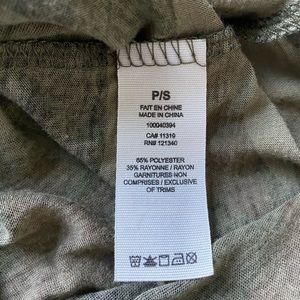 P/S
FAIT EN CHINE
MADE IN CHINA
100040394
CA# 11319
RN# 121340
65% POLYESTER
35% RAYONNE / RAYON
GARNITURES NON
COMPRISES / EXCLUSIVE
OF TRIMS